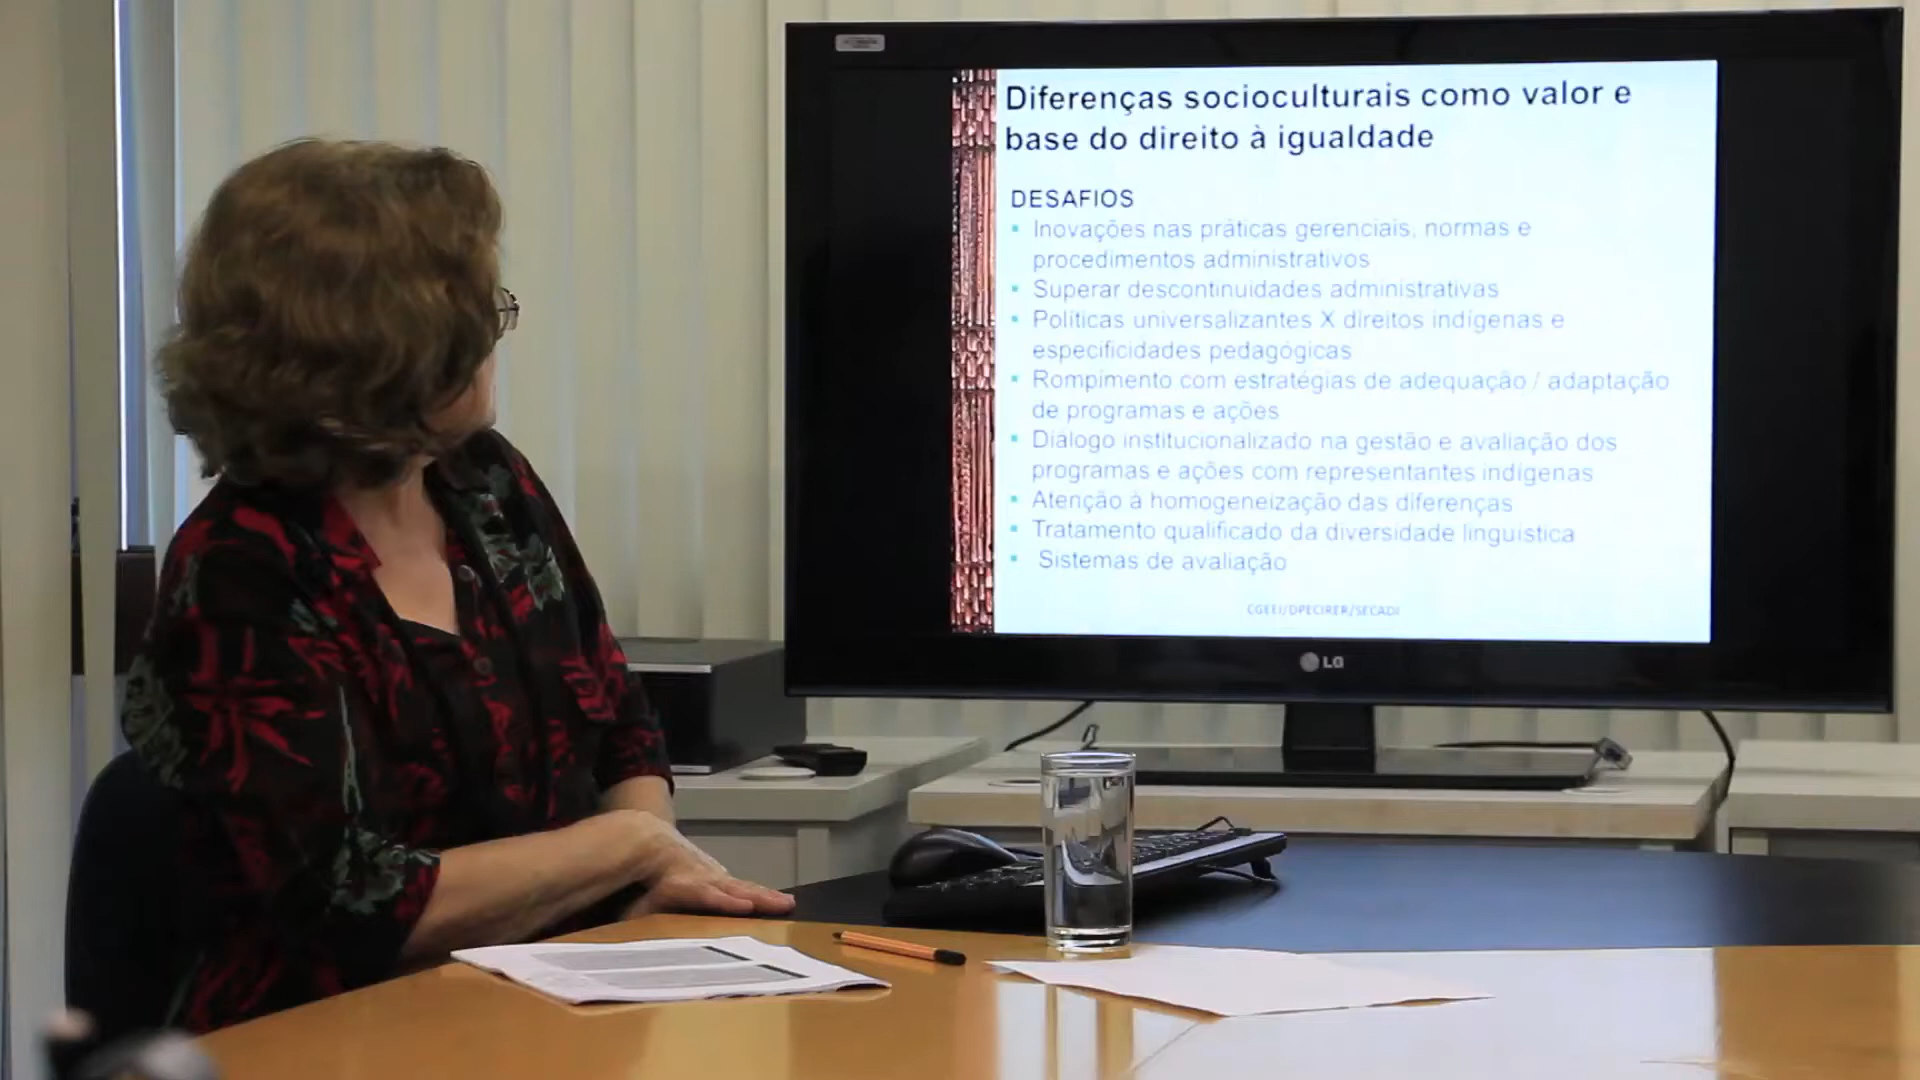 Diferenças socioculturais como valor e
base do direito à igualdade
DESAFIOS
▪ Inovações nas práticas gerenciais, normas e
procedimentos administrativos
▪ Superar descontinuidades administrativas
▪ Políticas universalizantes X direitos indígenas e
especificidades pedagógicas
▪ Rompimento com estratégias de adequação / adaptação
de programas e ações
▪ Diálogo institucionalizado na gestão e avaliação dos
programas e ações com representantes indígenas
▪ Atenção à homogeneização das diferenças
▪ Tratamento qualificado da diversidade linguística
▪ Sistemas de avaliação
CGEEI/DPECIRER/SECADI
LG